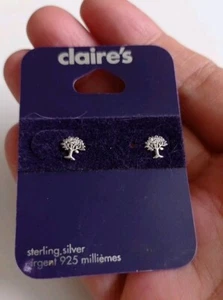 claire's
sterling silver
argent 925 millièmes